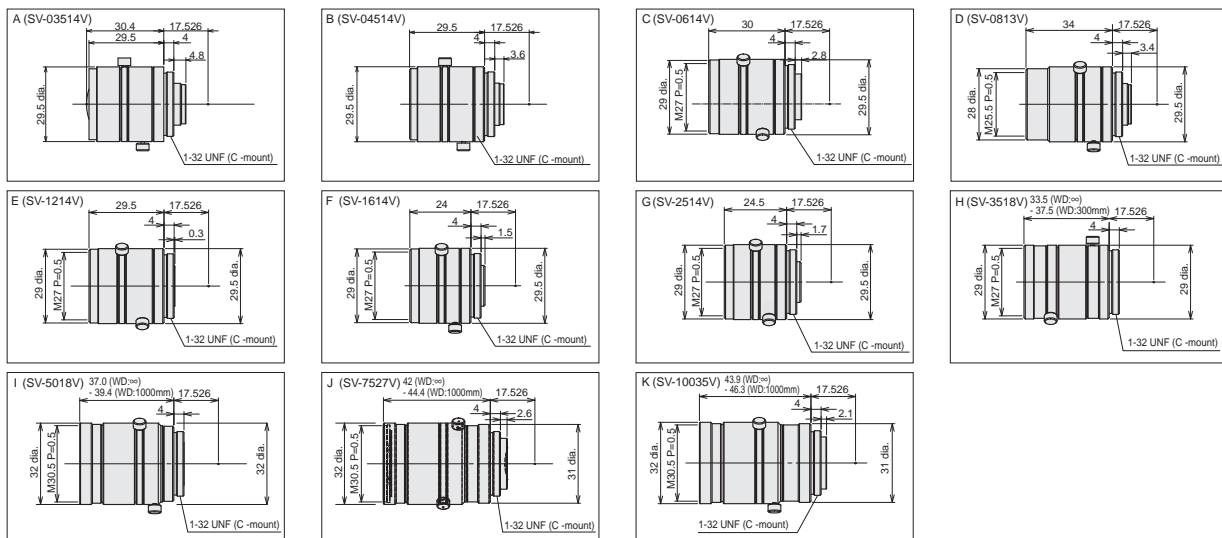 A (SV-03514V)
30.4
17.526
29.5
4
4.8
29.5 dia.
1-32 UNF (C -mount)
B (SV-04514V)
29.5
17.526
4
3.6
29.5 dia.
1-32 UNF (C -mount)
C (SV-0614V)
30
17.526
4
2.8
29 dia.
M27 P=0.5
29.5 dia.
1-32 UNF (C -mount)
D (SV-0813V)
34
17.526
4
3.4
28 dia.
M25.5 P=0.5
29.5 dia.
1-32 UNF (C -mount)
E (SV-1214V)
29.5
17.526
4
0.3
29 dia.
M27 P=0.5
29.5 dia.
1-32 UNF (C -mount)
F (SV-1614V)
24
17.526
4
1.5
29 dia.
M27 P=0.5
29.5 dia.
1-32 UNF (C -mount)
G (SV-2514V)
24.5
17.526
4
1.7
29 dia.
M27 P=0.5
29.5 dia.
1-32 UNF (C -mount)
H (SV-3518V)
33.5 (WD:∞)
- 37.5 (WD:300mm)
17.526
4
29 dia.
M27 P=0.5
29 dia.
1-32 UNF (C -mount)
I (SV-5018V)
37.0 (WD:∞)
- 39.4 (WD:1000mm)
17.526
4
32 dia.
M30.5 P=0.5
32 dia.
1-32 UNF (C -mount)
J (SV-7527V)
42 (WD:∞)
- 44.4 (WD:1000mm)
17.526
4
2.6
32 dia.
M30.5 P=0.5
31 dia.
1-32 UNF (C -mount)
K (SV-10035V)
43.9 (WD:∞)
- 46.3 (WD:1000mm)
17.526
4
2.1
32 dia.
M30.5 P=0.5
31 dia.
1-32 UNF (C -mount)